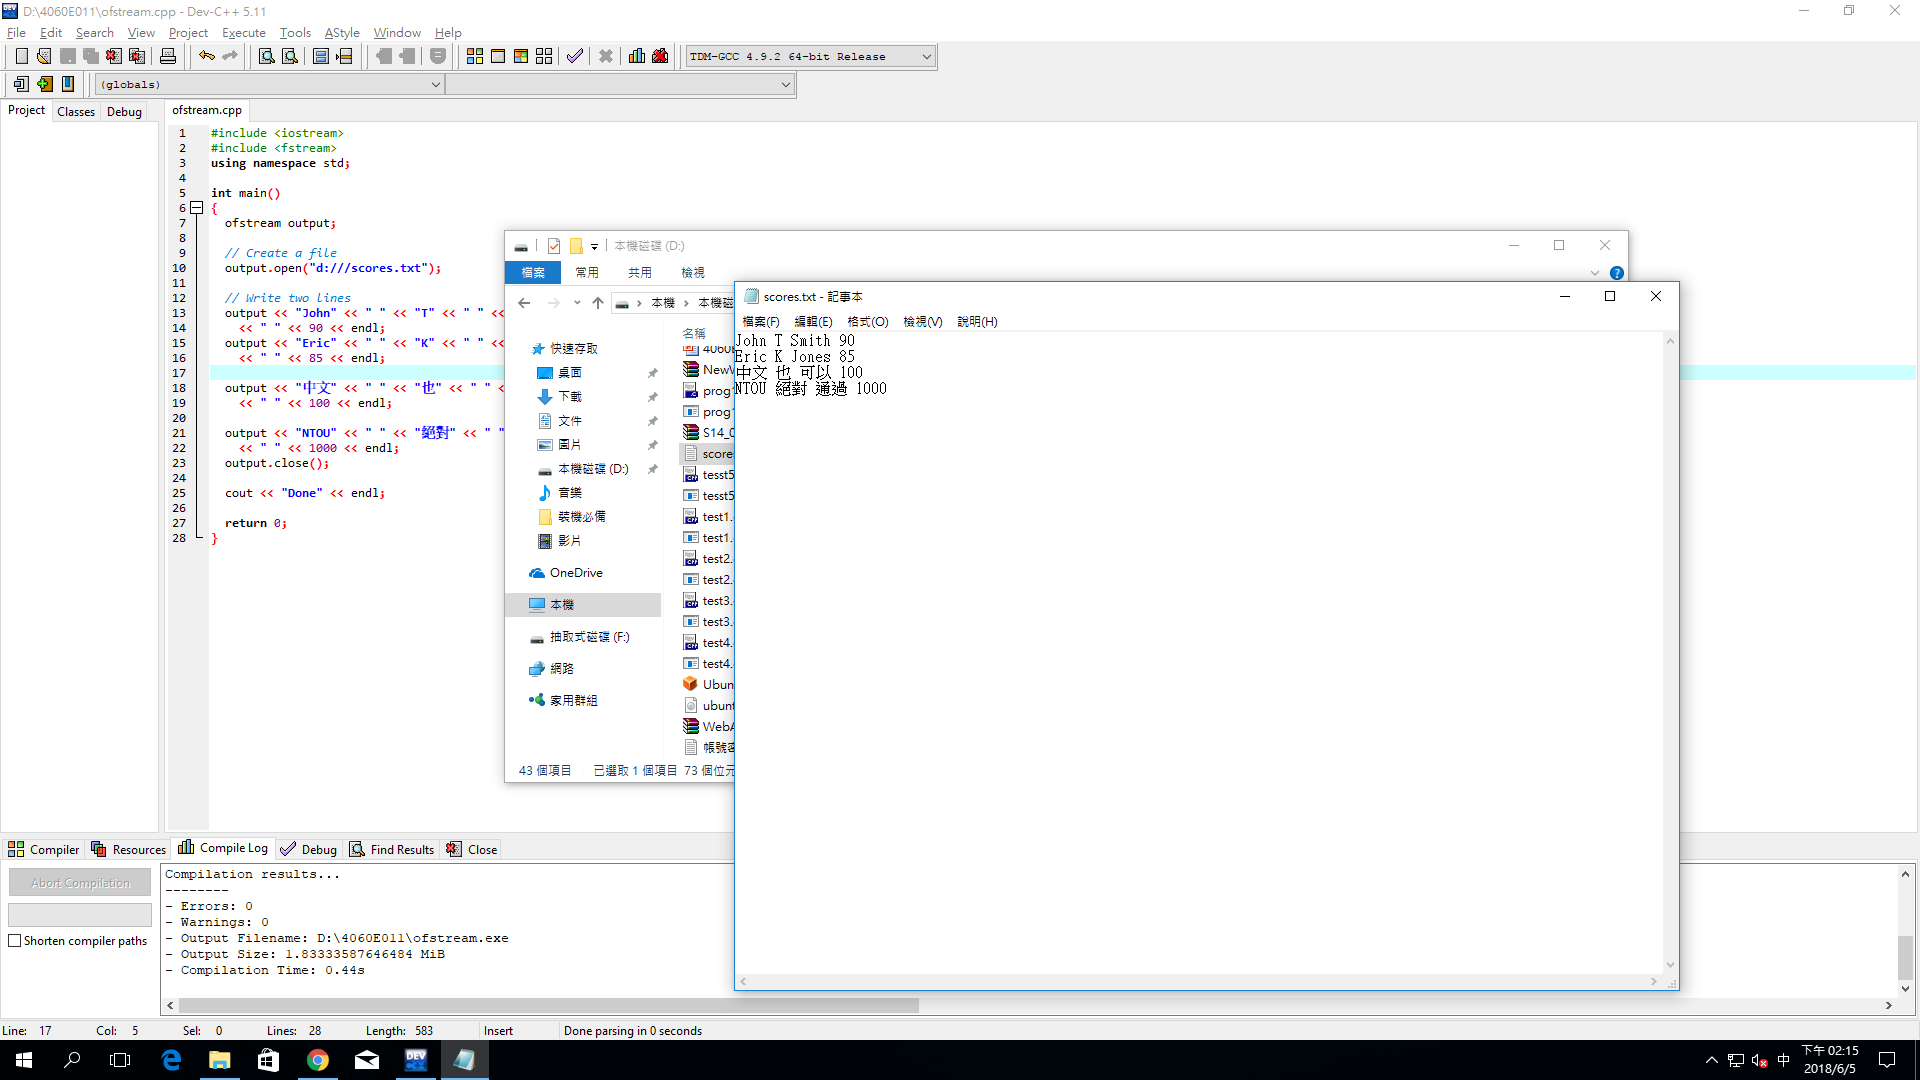 D:\4060E011\ofstream.cpp - Dev-C++ 5.11
File Edit Search View Project Execute Tools AStyle Window Help
TDM-GCC 4.9.2 64-bit Release
(globals)
Project Classes Debug
ofstream.cpp
1 #include <iostream>
2 #include <fstream>
3 using namespace std;
4
5 int main()
6 {
7 ofstream output;
8
9 // Create a file
10 output.open("d:///scores.txt");
11
12 // Write two lines
13 output << "John" << " " << "T" << " " <<
14 << " " << 90 << endl;
15 output << "Eric" << " " << "K" << " " <<
16 << " " << 85 << endl;
17
18 output << "中文" << " " << "也" << " " <
19 << " " << 100 << endl;
20
21 output << "NTOU" << " " << "絕對" << " "
22 << " " << 1000 << endl;
23 output.close();
24
25 cout << "Done" << endl;
26
27 return 0;
28 }
本機磁碟 (D:)
檔案 常用 共用 檢視
本機 › 本機磁
名稱
快速存取
桌面
下載
文件
圖片
本機磁碟 (D:)
音樂
裝機必備
影片
OneDrive
本機
抽取式磁碟 (F:)
網路
家用群組
4060
New
prog
prog
S14_0
score
tesst5
tesst5
test1.
test1.
test2.
test2.
test3.
test3.
test4.
test4.
Ubun
ubunt
Web
帳號
43 個項目 已選取 1 個項目 73 個位元
scores.txt - 記事本
檔案(F) 編輯(E) 格式(O) 檢視(V) 說明(H)
John T Smith 90
Eric K Jones 85
中文 也 可以 100
NTOU 絕對 通過 1000
Compiler Resources Compile Log Debug Find Results Close
Abort Compilation
Shorten compiler paths
Compilation results...
--------
- Errors: 0
- Warnings: 0
- Output Filename: D:\4060E011\ofstream.exe
- Output Size: 1.83333587646484 MiB
- Compilation Time: 0.44s
Line: 17 Col: 5 Sel: 0 Lines: 28 Length: 583 Insert Done parsing in 0 seconds
DEV C++
中
下午 02:15
2018/6/5